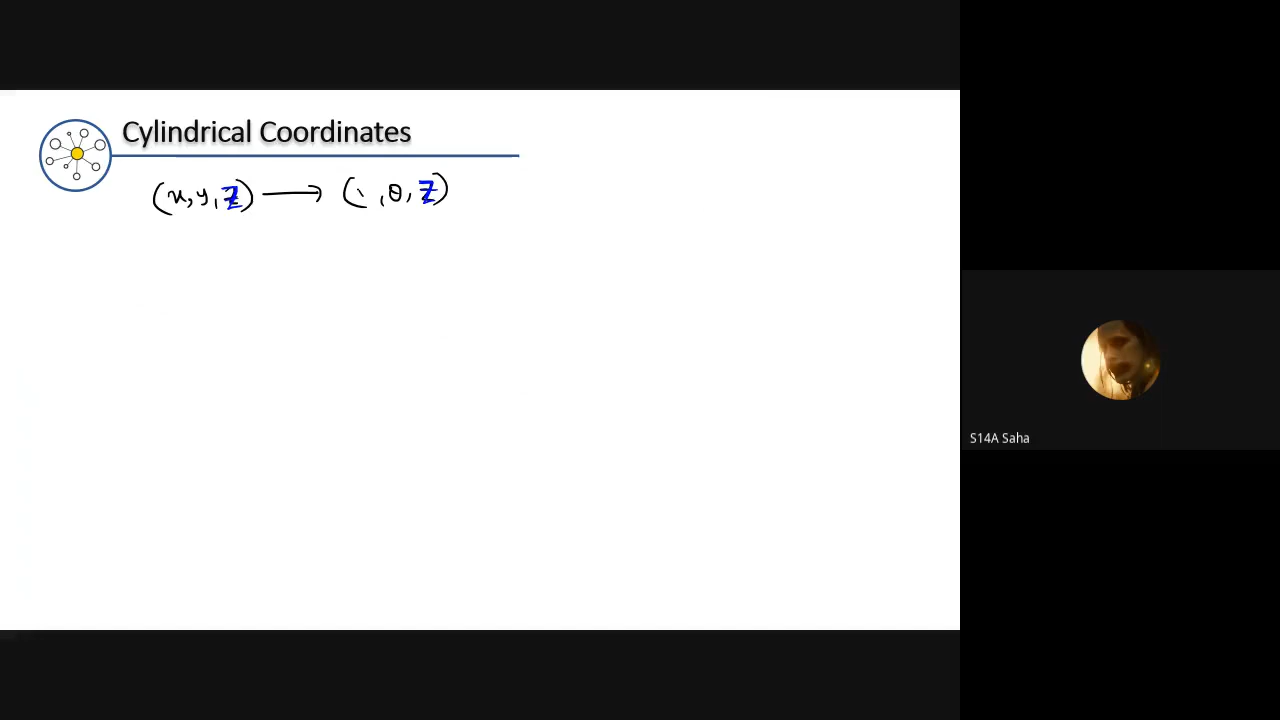 Cylindrical Coordinates
(x, y, z) ⟶ ( , θ, z)
S14A Saha